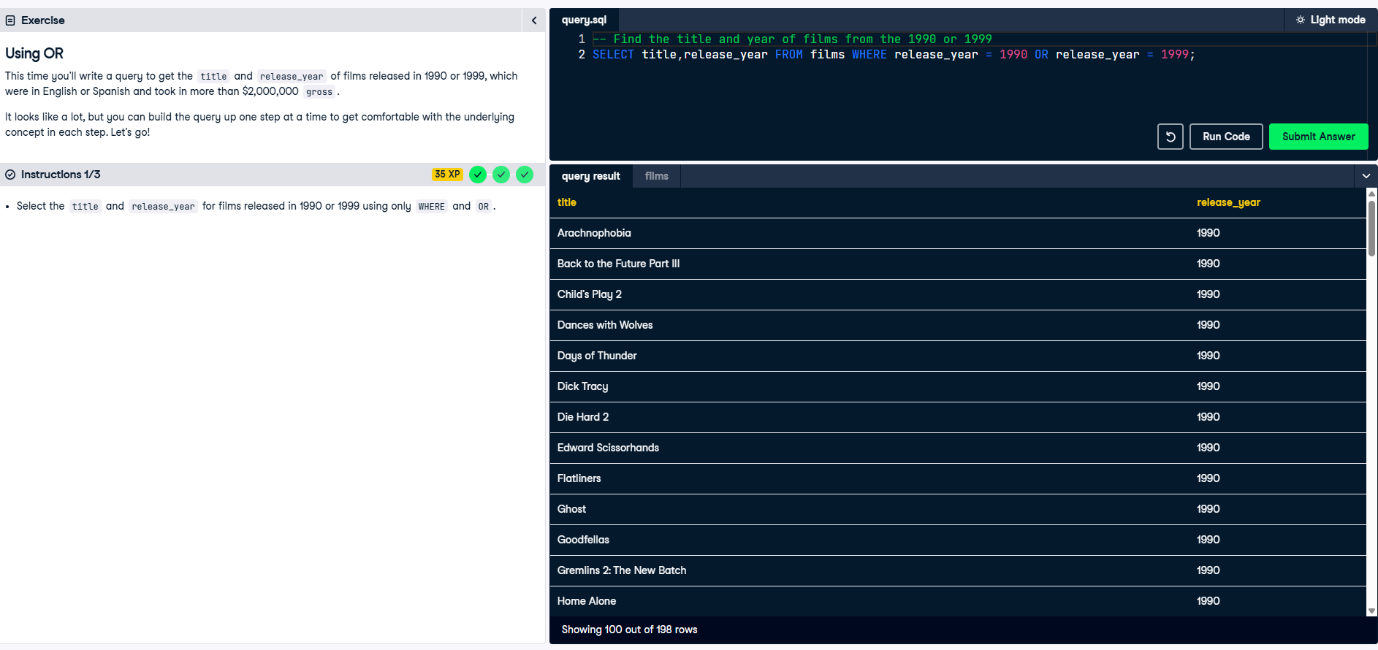 Exercise
Using OR
This time you'll write a query to get the title and release_year of films released in 1990 or 1999, which
were in English or Spanish and took in more than $2,000,000 gross .
It looks like a lot, but you can build the query up one step at a time to get comfortable with the underlying
concept in each step. Let's go!
Instructions 1/3
35 XP
• Select the title and release_year for films released in 1990 or 1999 using only WHERE and OR .
query.sql
Light mode
1 -- Find the title and year of films from the 1990 or 1999
2 SELECT title,release_year FROM films WHERE release_year = 1990 OR release_year = 1999;
Run Code
Submit Answer
query result
films
title release_year
Arachnophobia 1990
Back to the Future Part III 1990
Child's Play 2 1990
Dances with Wolves 1990
Days of Thunder 1990
Dick Tracy 1990
Die Hard 2 1990
Edward Scissorhands 1990
Flatliners 1990
Ghost 1990
Goodfellas 1990
Gremlins 2: The New Batch 1990
Home Alone 1990
Showing 100 out of 198 rows